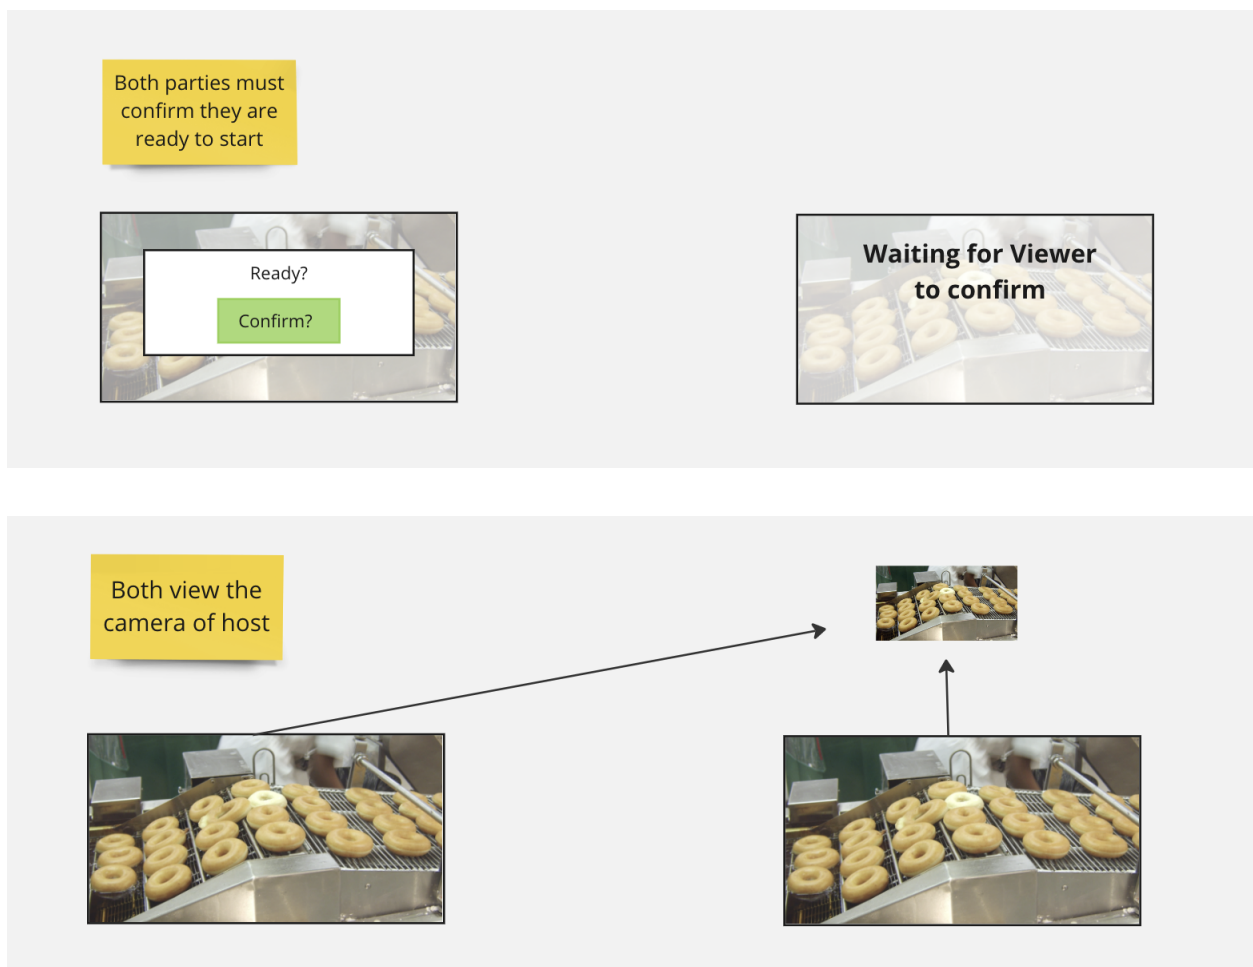 Both parties must
confirm they are
ready to start
Ready?
Confirm?
Waiting for Viewer
to confirm
Both view the
camera of host